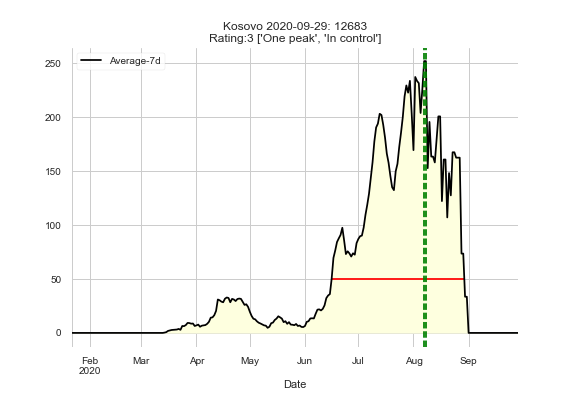 Kosovo 2020-09-29: 12683
Rating:3 ['One peak', 'In control']
Average-7d
250
200
150
100
50
0
Feb Mar Apr May Jun Jul Aug Sep
2020
Date